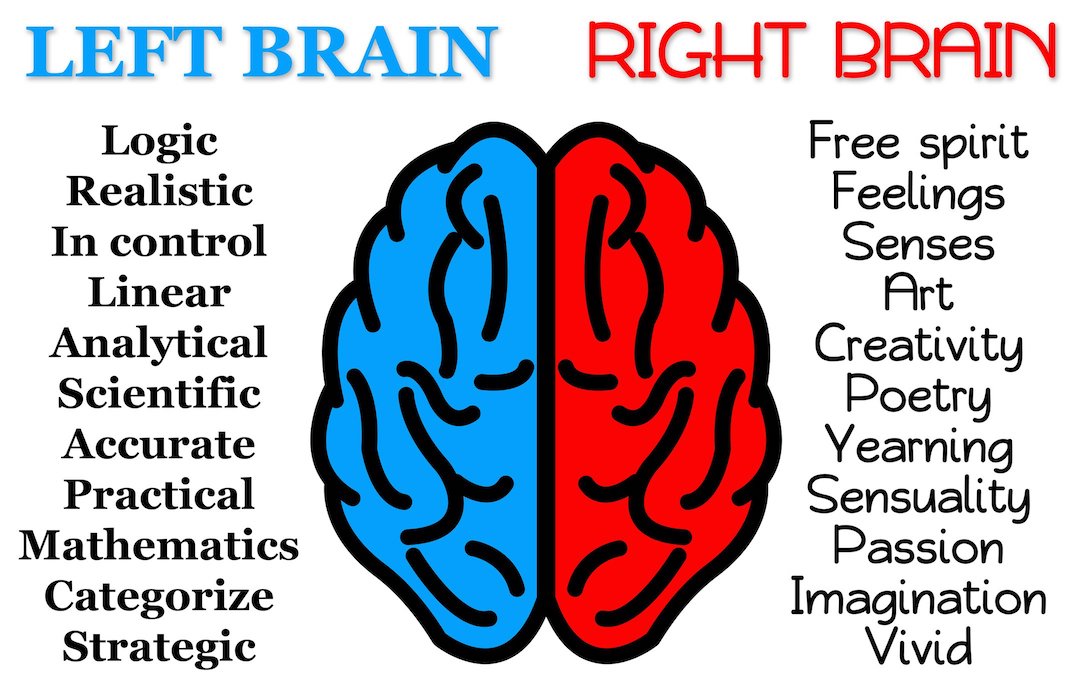 LEFT BRAIN
Logic
Realistic
In control
Linear
Analytical
Scientific
Accurate
Practical
Mathematics
Categorize
Strategic
RIGHT BRAIN
Free spirit
Feelings
Senses
Art
Creativity
Poetry
Yearning
Sensuality
Passion
Imagination
Vivid